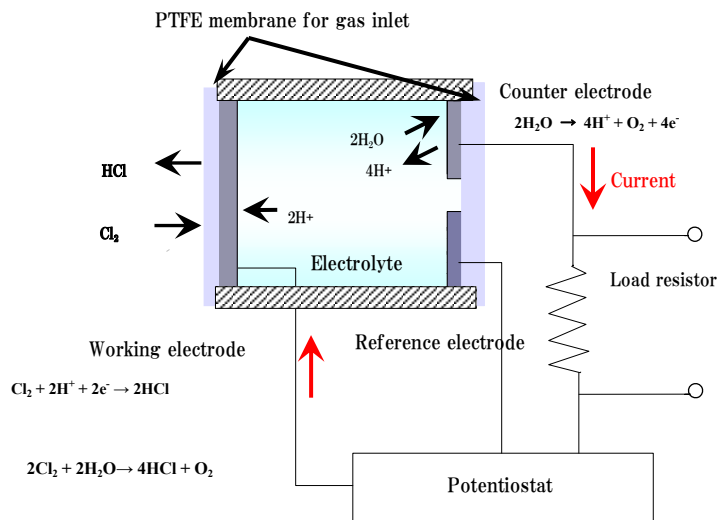 PTFE membrane for gas inlet
Counter electrode
2H₂O → 4H⁺ + O₂ + 4e⁻
2H₂O
4H+
HCl
Current
2H+
Cl₂
Electrolyte
Load resistor
Working electrode
Reference electrode
Cl₂ + 2H⁺ + 2e⁻ → 2HCl
2Cl₂ + 2H₂O → 4HCl + O₂
Potentiostat